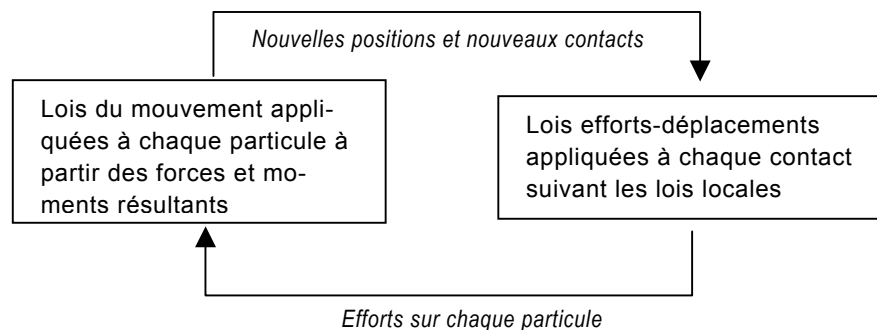 Nouvelles positions et nouveaux contacts
Lois du mouvement appli-
quées à chaque particule à
partir des forces et mo-
ments résultants
Lois efforts-déplacements
appliquées à chaque contact
suivant les lois locales
Efforts sur chaque particule